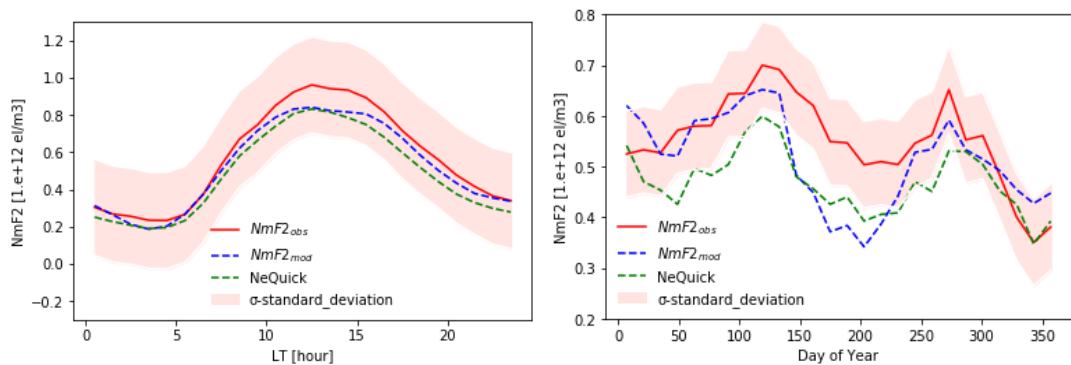 1.2
1.0
0.8
0.6
0.4
0.2
0.0
−0.2
NmF2 [1.e+12 el/m3]
NmF2obs
NmF2mod
NeQuick
σ-standard_deviation
0 5 10 15 20
LT [hour]
0.8
0.7
0.6
0.5
0.4
0.3
0.2
NmF2 [1.e+12 el/m3]
NmF2obs
NmF2mod
NeQuick
σ-standard_deviation
0 50 100 150 200 250 300 350
Day of Year